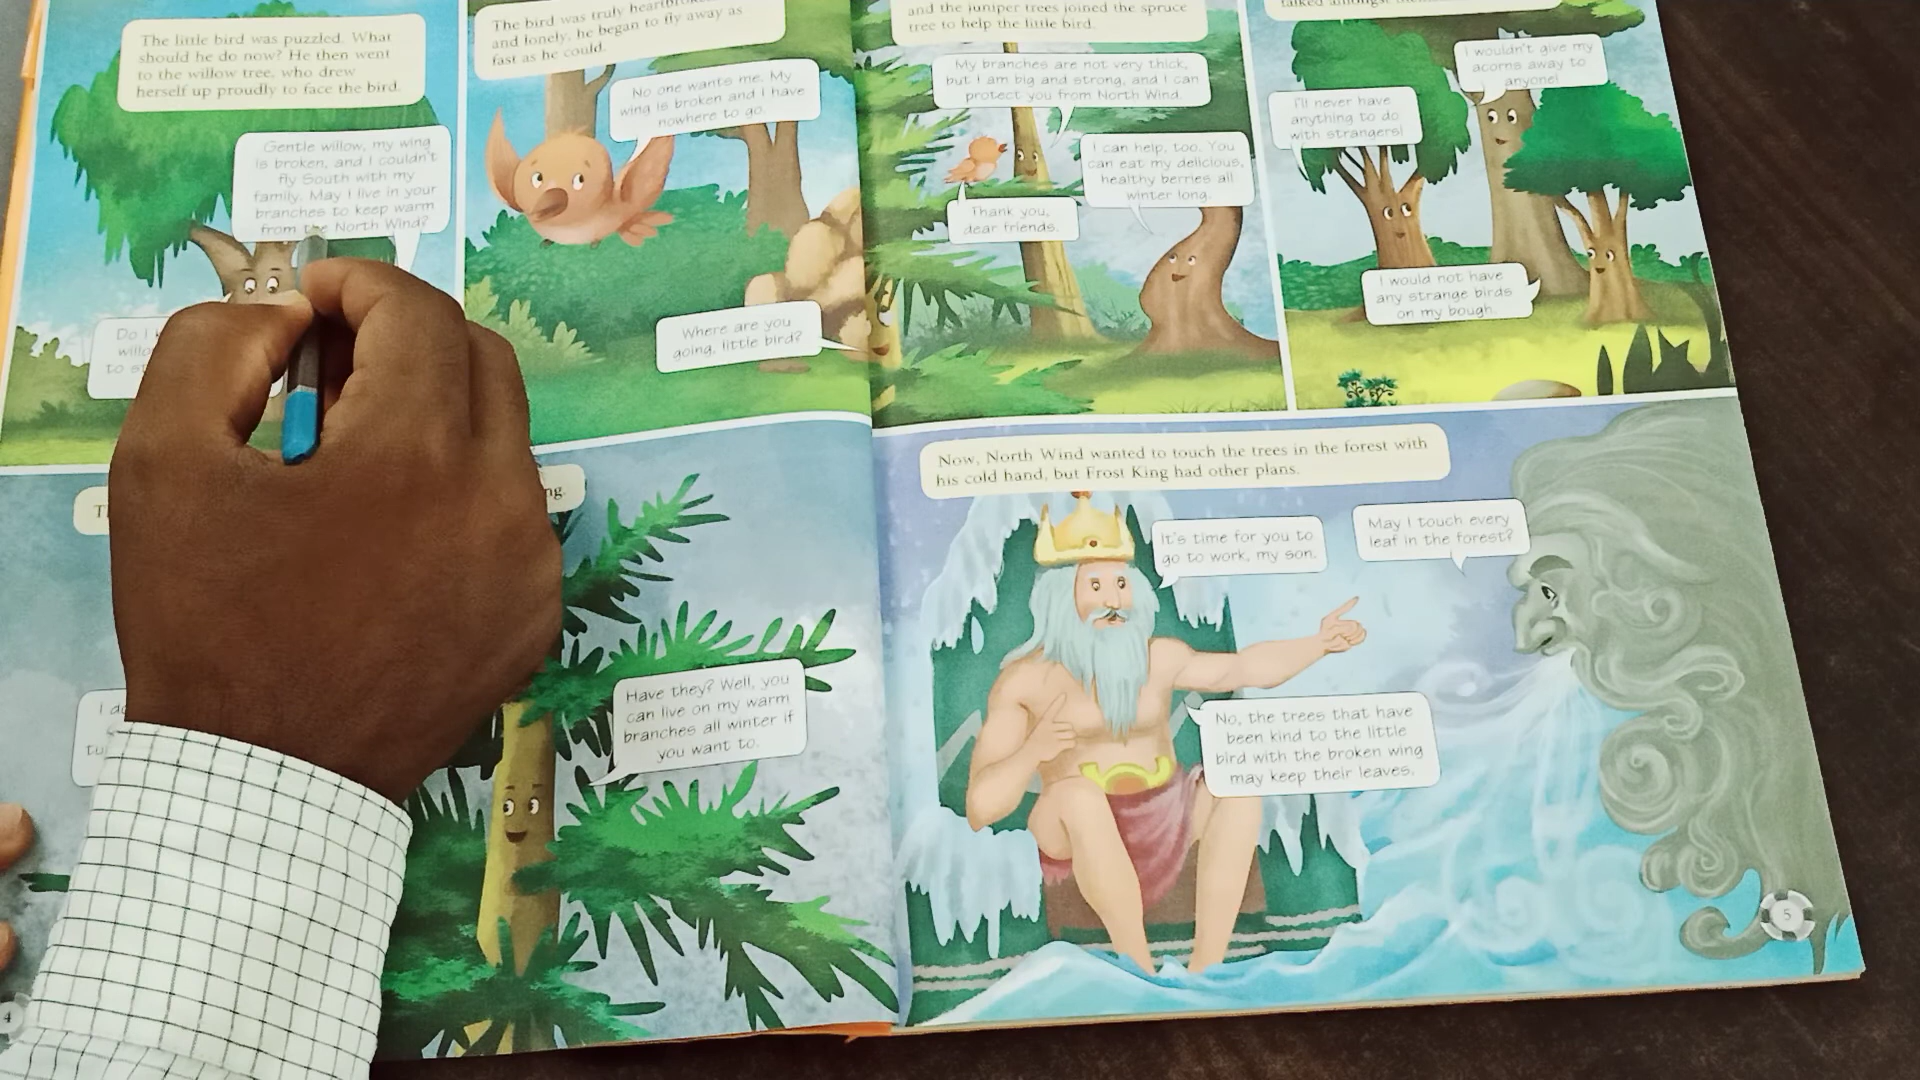 The little bird was puzzled. What
should he do now? He then went
to the willow tree, who drew
herself up proudly to face the bird.
Gentle willow, my wing
is broken, and I couldn't
fly South with my
family. May I live in your
branches to keep warm
from the North Wind?
Do I
to
The bird was truly
and lonely, he began to fly away as
fast as he could.
No one wants me. My
wing is broken and I have
nowhere to go.
Where are you
going, little bird?
Have they? Well, you
can live on my warm
branches all winter if
you want to.
4
and the juniper trees joined the spruce
tree to help the little bird.
My branches are not very thick,
but I am big and strong, and I can
protect you from North Wind.
I can help, too. You
can eat my delicious,
healthy berries all
winter long.
Thank you,
dear friends.
talked amongst
I wouldn't give my
acorns away to
anyone!
I'll never have
anything to do
with strangers!
I would not have
any strange birds
on my bough.
Now, North Wind wanted to touch the trees in the forest with
his cold hand, but Frost King had other plans.
It's time for you to
go to work, my son.
May I touch every
leaf in the forest?
No, the trees that have
been kind to the little
bird with the broken wing
may keep their leaves.
5